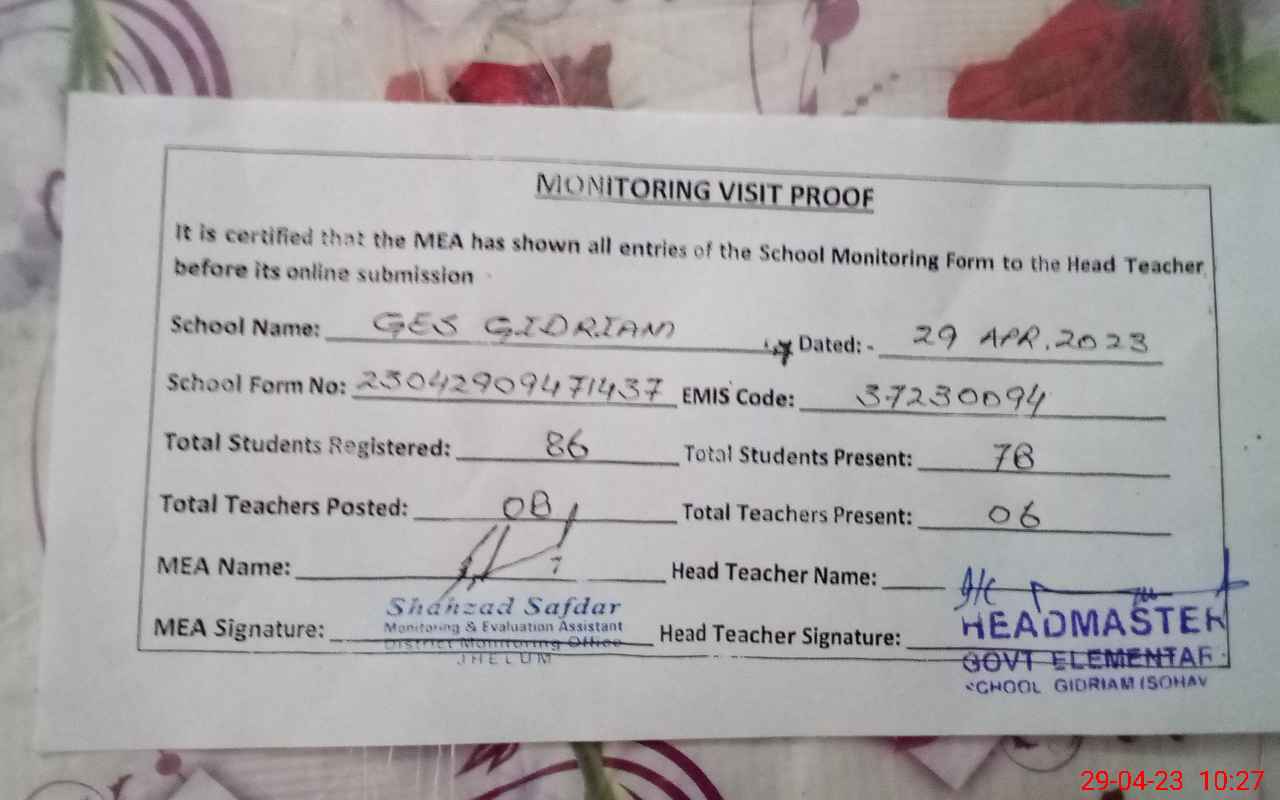 MONITORING VISIT PROOF
It is certified that the MEA has shown all entries of the School Monitoring Form to the Head Teacher
before its online submission
School Name: GES GIDRIAM Dated: - 29 APR. 2023
School Form No: 23042909471437 EMIS Code: 37230094
Total Students Registered: 86 Total Students Present: 78
Total Teachers Posted: 08 Total Teachers Present: 06
MEA Name: Head Teacher Name:
Shahzad Safdar
Monitoring & Evaluation Assistant
District Monitoring Office
JHELUM
MEA Signature: Head Teacher Signature:
I/C
HEADMASTER
GOVT ELEMENTAR
SCHOOL GIDRIAM (SOHAV
29-04-23 10:27